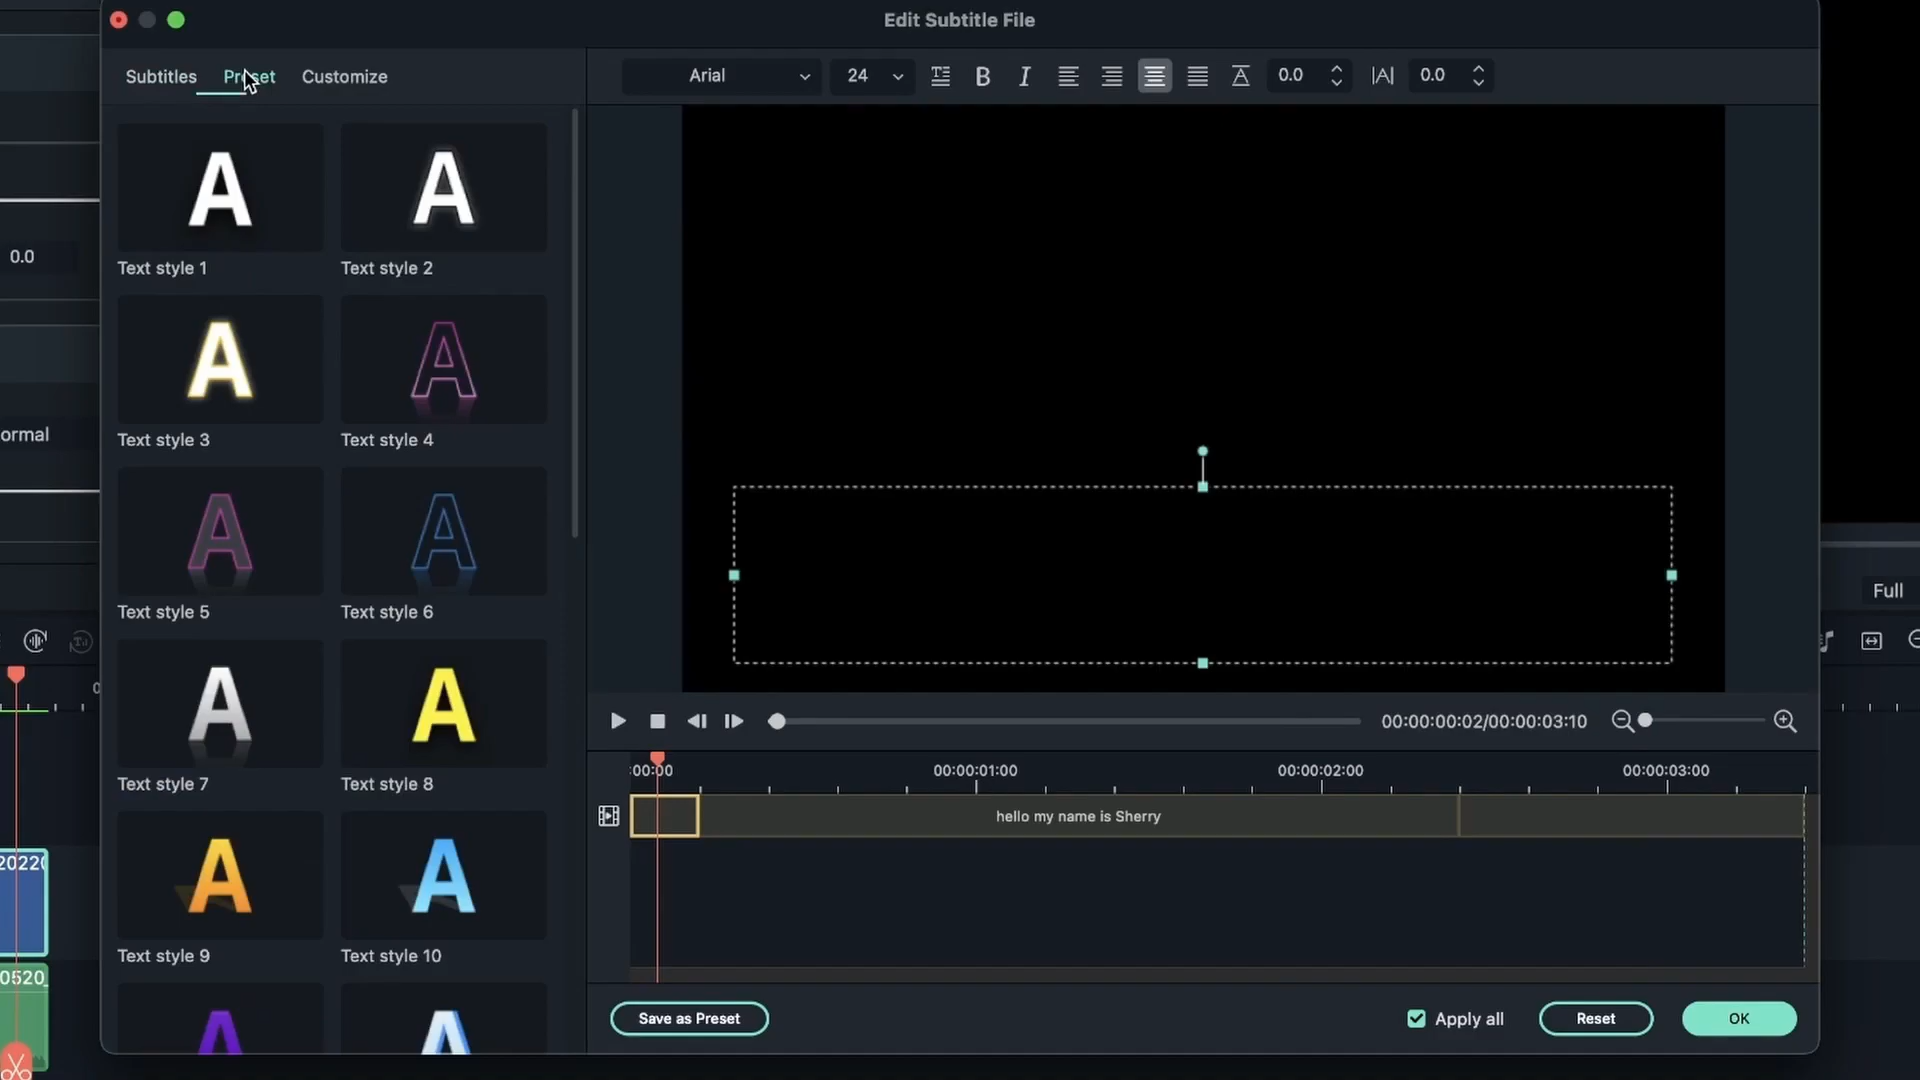 Edit Subtitle File
Subtitles Preset Customize
Arial 24 B I 0.0 0.0
A A
Text style 1 Text style 2
0.0
A A
Text style 3 Text style 4
ormal
A A
Text style 5 Text style 6
Full
A A
Text style 7 Text style 8
00:00:00:02/00:00:03:10
:00:00 00:00:01:00 00:00:02:00 00:00:03:00
hello my name is Sherry
A A
Text style 9 Text style 10
0520_
A A
Save as Preset Apply all Reset OK